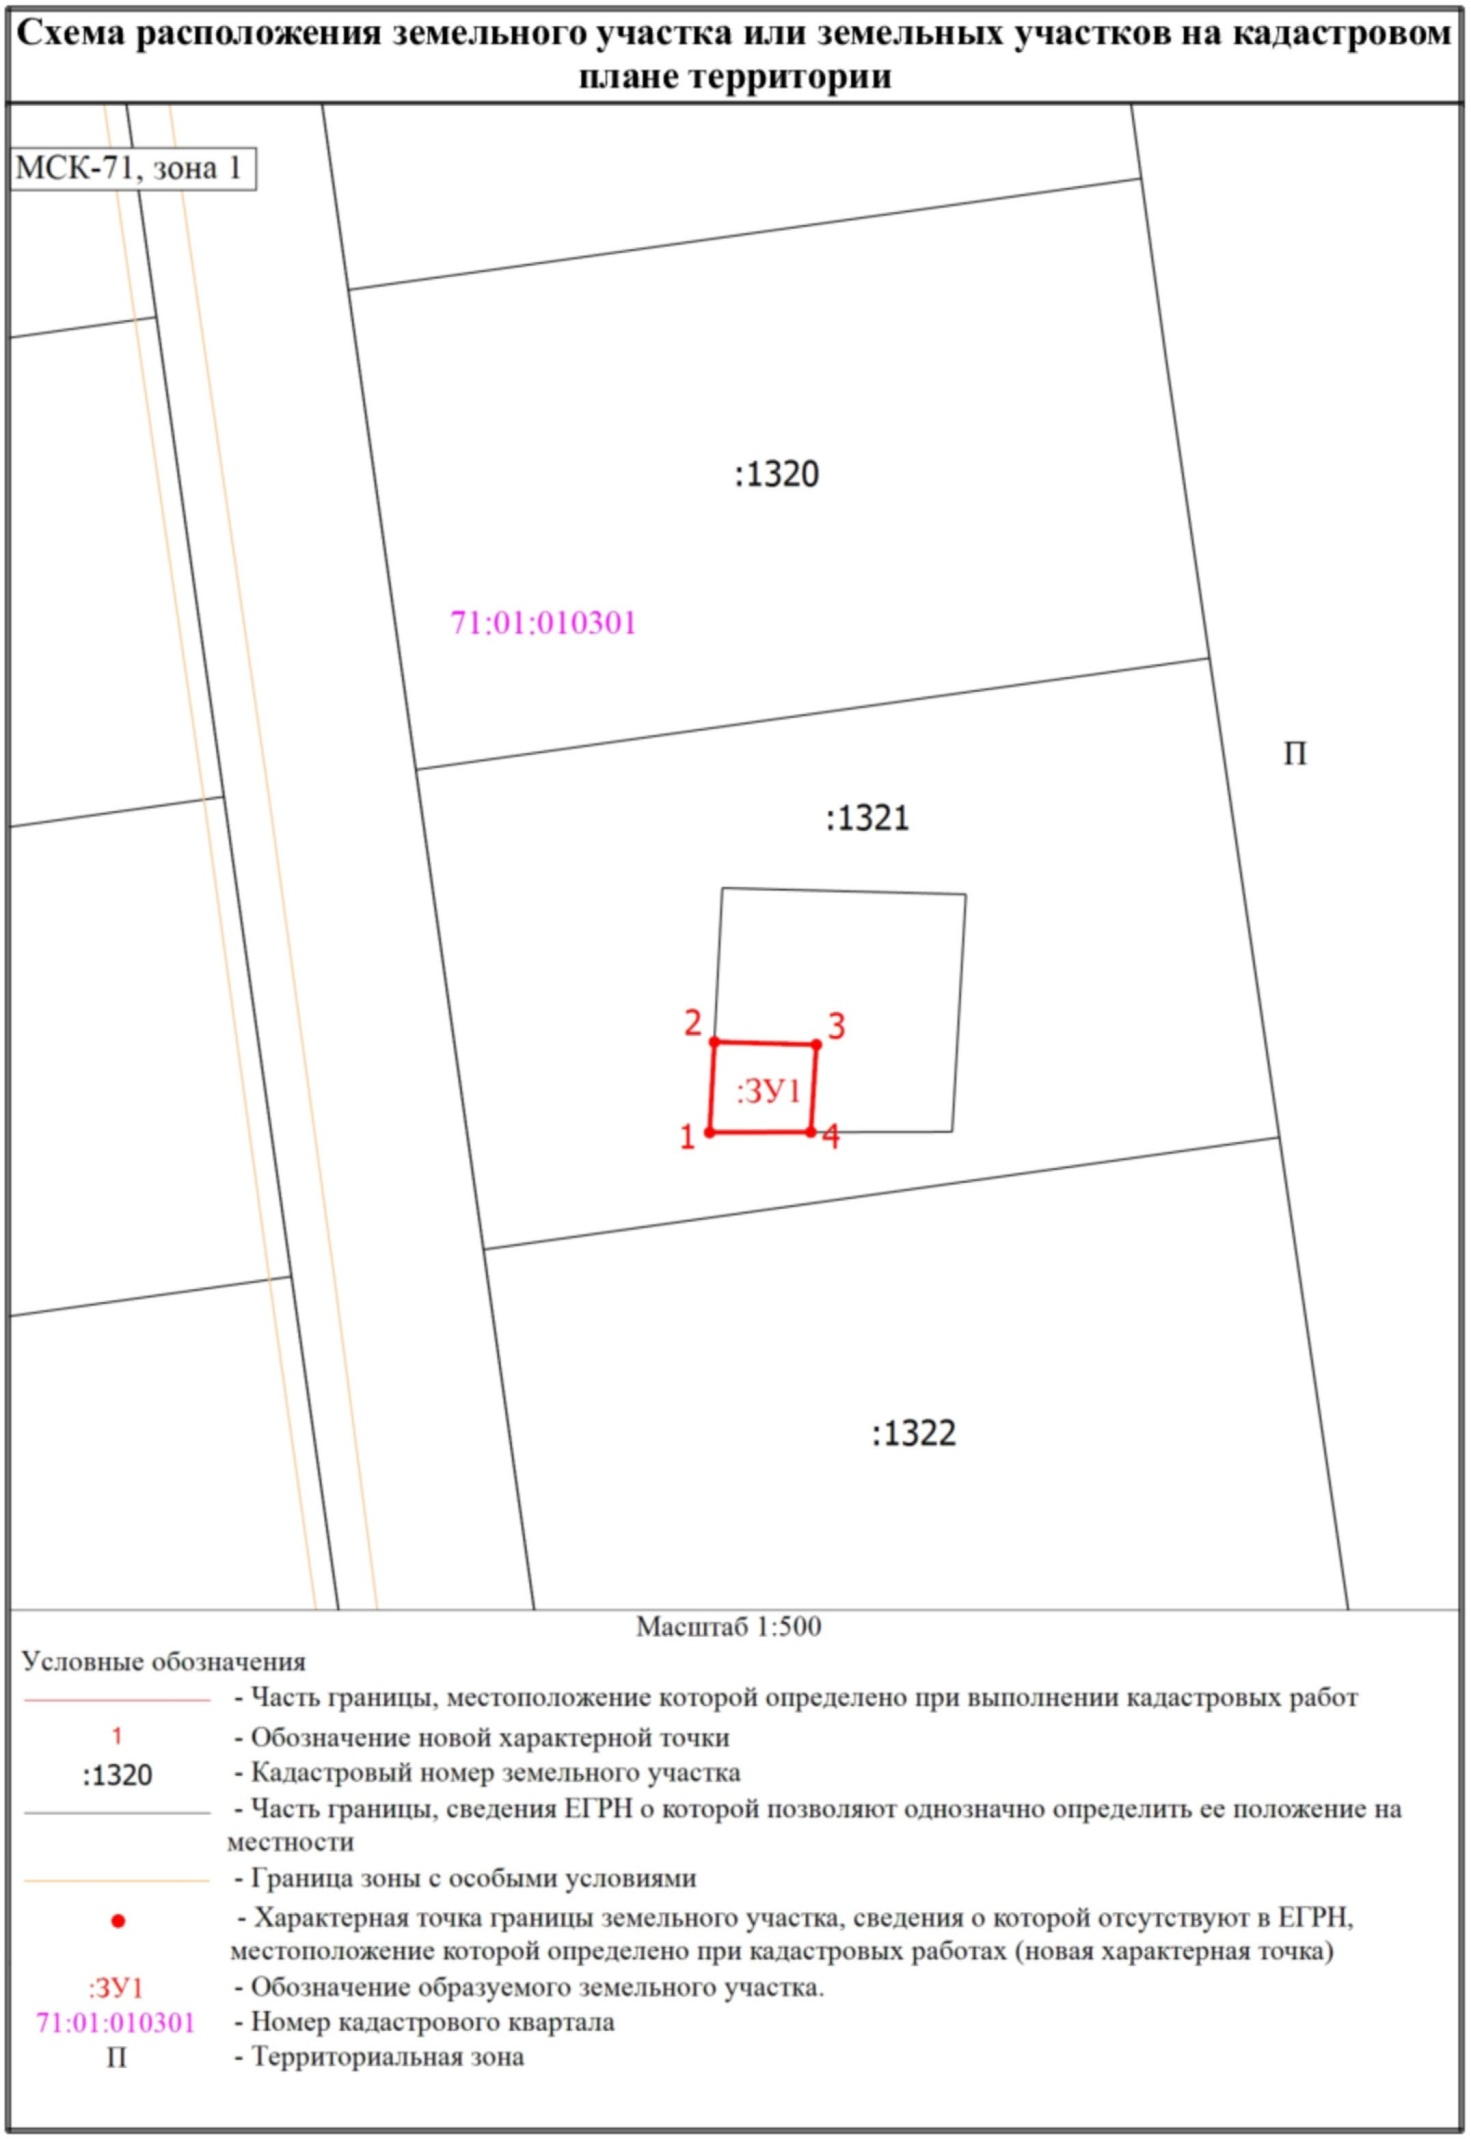 Схема расположения земельного участка или земельных участков на кадастровом
плане территории
МСК-71, зона 1
:1320
71:01:010301
П
:1321
2
3
:ЗУ1
1
4
:1322
Масштаб 1:500
Условные обозначения
- Часть границы, местоположение которой определено при выполнении кадастровых работ
1 - Обозначение новой характерной точки
:1320 - Кадастровый номер земельного участка
- Часть границы, сведения ЕГРН о которой позволяют однозначно определить ее положение на
местности
- Граница зоны с особыми условиями
- Характерная точка границы земельного участка, сведения о которой отсутствуют в ЕГРН,
местоположение которой определено при кадастровых работах (новая характерная точка)
:ЗУ1 - Обозначение образуемого земельного участка.
71:01:010301 - Номер кадастрового квартала
П - Территориальная зона